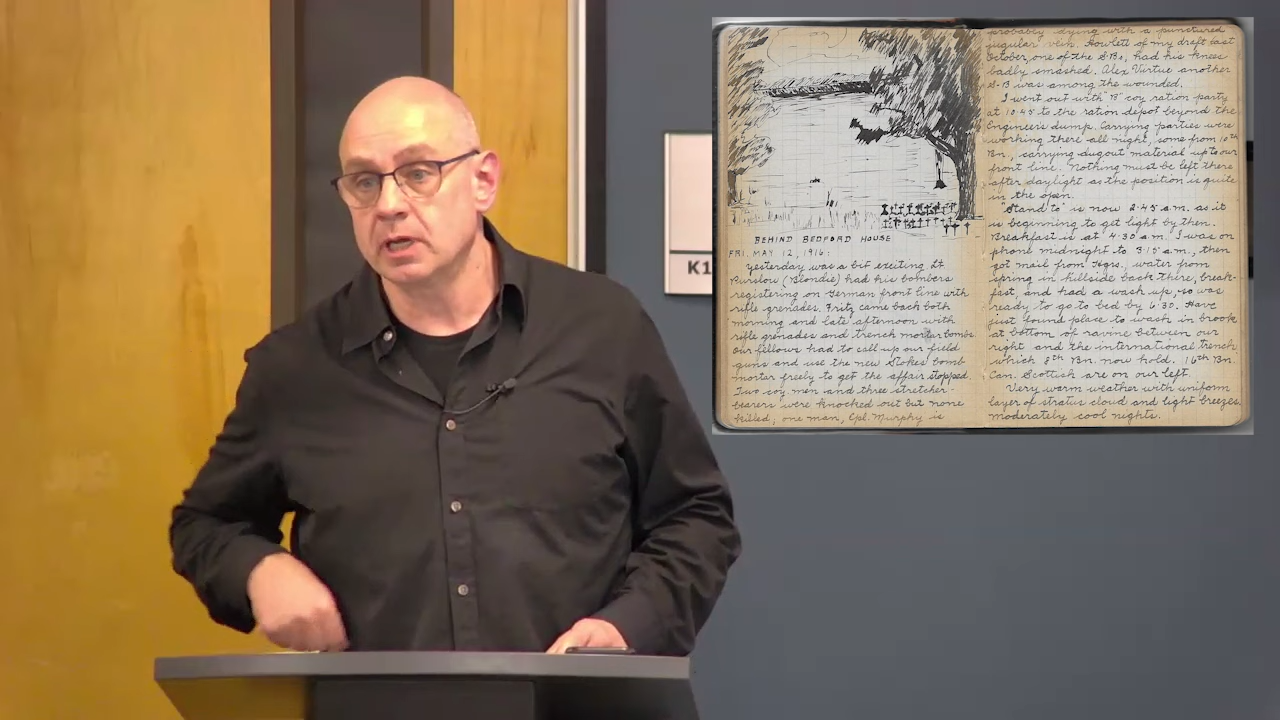 K1
BEHIND BEDFORD HOUSE
FRI. MAY 12, 1916:
Yesterday was a bit exciting. Lt
Purslow (Blondie) had his bombers
registering on German front line with
rifle grenades. Fritz came back both
morning and late afternoon with
rifle grenades and trench mortar bombs
Our fellows had to call up our field
guns and use the new Stokes' bomb
mortar freely to get the affair stopped.
Two coy men and three stretcher
bearers were knocked out but none
killed; one man, Cpl. Murphy is
probably dying with a punctured
jugular vein. Howlett of my draft last
October, one of the S.Bs, had his knee
badly smashed. Alex Virtue another
S-B was among the wounded.
I went out with "B" coy ration party
at 10:45 to the ration depot beyond the
Engineers dump. Carrying parties were
working there all night, some from 10th
Bn., carrying dugout material up to our
front line. Nothing must be left there
after daylight as the position is quite
in the open.
"Stand to" is now 2:45 a.m. as it
is beginning to get light by then.
Breakfast is at 4:30 a.m. I was on
phone midnight to 3:15 a.m., then
got mail from Hqs., water from
spring in hillside back there, break-
fast, and had a wash up, so was
ready to go to bed by 6:30. Have
just found place to wash in brook
at bottom of ravine between our
right and the international trench
which 8th Bn. now hold. 16th Bn.
Can. Scottish are on our left.
Very warm weather with uniform
layer of stratus cloud and light breezes,
moderately cool nights.